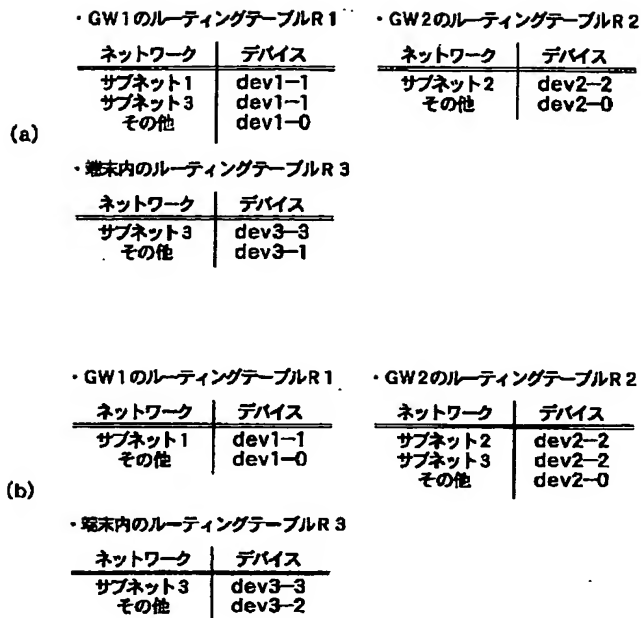 ・GW1のルーティングテーブルR1
ネットワーク デバイス
サブネット1 dev1-1
サブネット3 dev1-1
その他 dev1-0
・GW2のルーティングテーブルR2
ネットワーク デバイス
サブネット2 dev2-2
その他 dev2-0
(a)
・端末内のルーティングテーブルR3
ネットワーク デバイス
サブネット3 dev3-3
その他 dev3-1
・GW1のルーティングテーブルR1
ネットワーク デバイス
サブネット1 dev1-1
その他 dev1-0
・GW2のルーティングテーブルR2
ネットワーク デバイス
サブネット2 dev2-2
サブネット3 dev2-2
その他 dev2-0
(b)
・端末内のルーティングテーブルR3
ネットワーク デバイス
サブネット3 dev3-3
その他 dev3-2